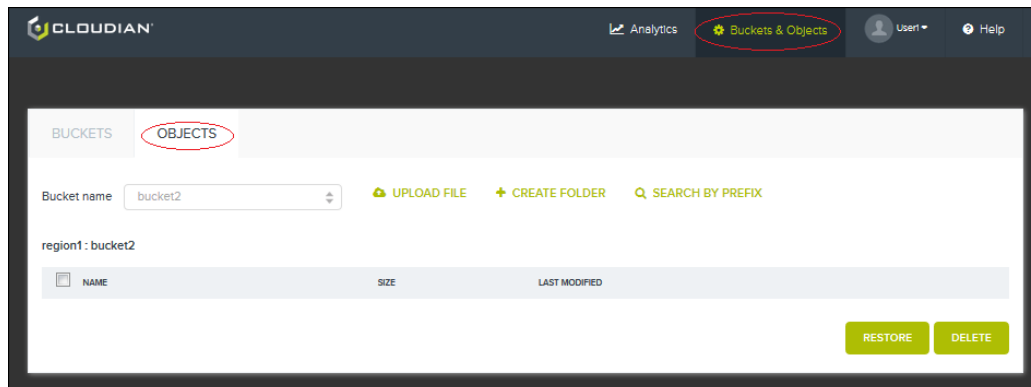 CLOUDIAN
Analytics
Buckets & Objects
User1
Help
BUCKETS
OBJECTS
Bucket name
bucket2
UPLOAD FILE
CREATE FOLDER
SEARCH BY PREFIX
region1 : bucket2
NAME
SIZE
LAST MODIFIED
RESTORE
DELETE